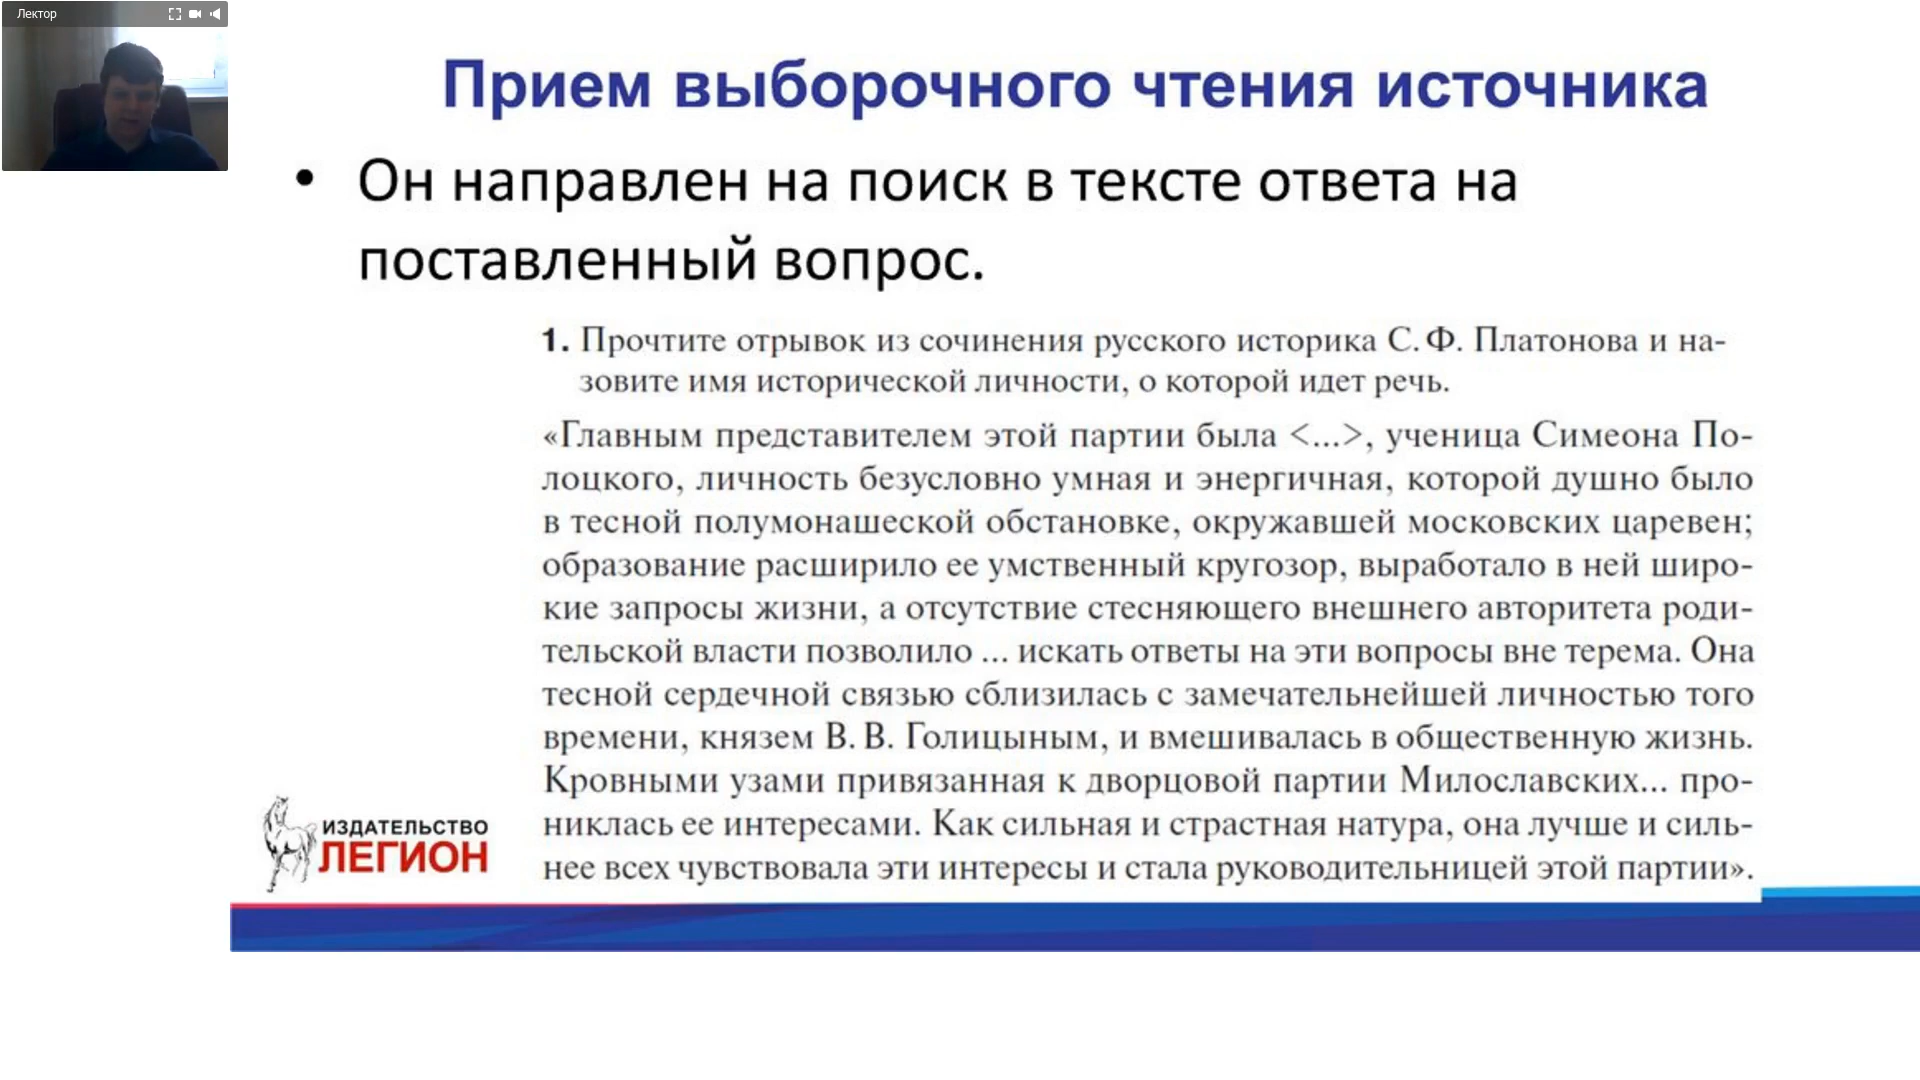 Лектор
Прием выборочного чтения источника
• Он направлен на поиск в тексте ответа на
поставленный вопрос.
1. Прочтите отрывок из сочинения русского историка С. Ф. Платонова и на-
зовите имя исторической личности, о которой идет речь.
«Главным представителем этой партии была <...>, ученица Симеона По-
лоцкого, личность безусловно умная и энергичная, которой душно было
в тесной полумонашеской обстановке, окружавшей московских царевен;
образование расширило ее умственный кругозор, выработало в ней широ-
кие запросы жизни, а отсутствие стесняющего внешнего авторитета роди-
тельской власти позволило ... искать ответы на эти вопросы вне терема. Она
тесной сердечной связью сблизилась с замечательнейшей личностью того
времени, князем В. В. Голицыным, и вмешивалась в общественную жизнь.
Кровными узами привязанная к дворцовой партии Милославских... про-
никлась ее интересами. Как сильная и страстная натура, она лучше и силь-
нее всех чувствовала эти интересы и стала руководительницей этой партии».
ИЗДАТЕЛЬСТВО
ЛЕГИОН